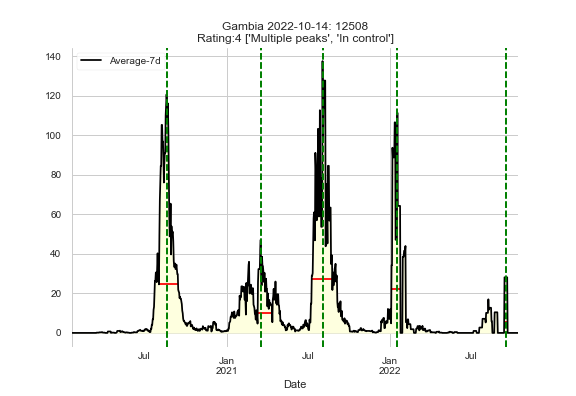 Gambia 2022-10-14: 12508
Rating:4 ['Multiple peaks', 'In control']
Average-7d
140
120
100
80
60
40
20
0
Jul
Jan
2021
Jul
Jan
2022
Jul
Date